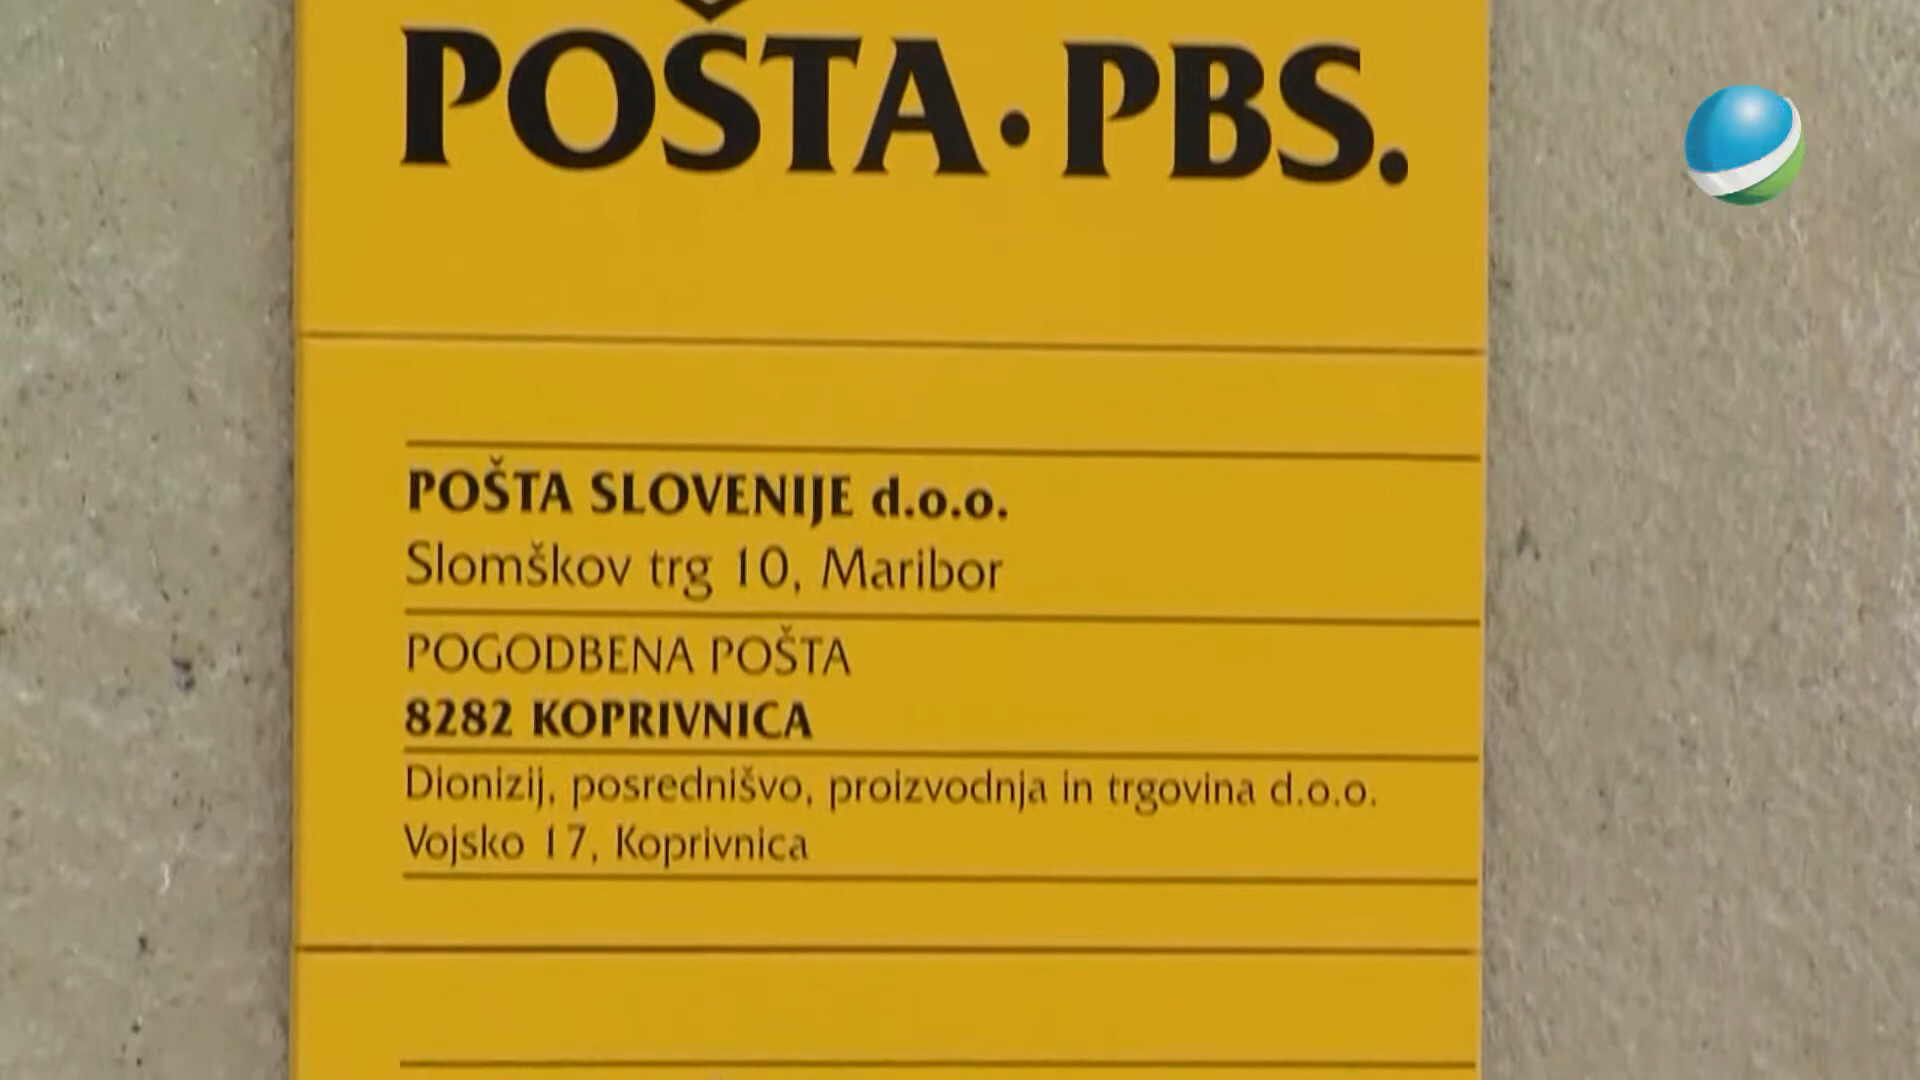 POŠTA · PBS.
POŠTA SLOVENIJE d.o.o.
Slomškov trg 10, Maribor
POGODBENA POŠTA
8282 KOPRIVNICA
Dionizij, posrednišvo, proizvodnja in trgovina d.o.o.
Vojsko 17, Koprivnica